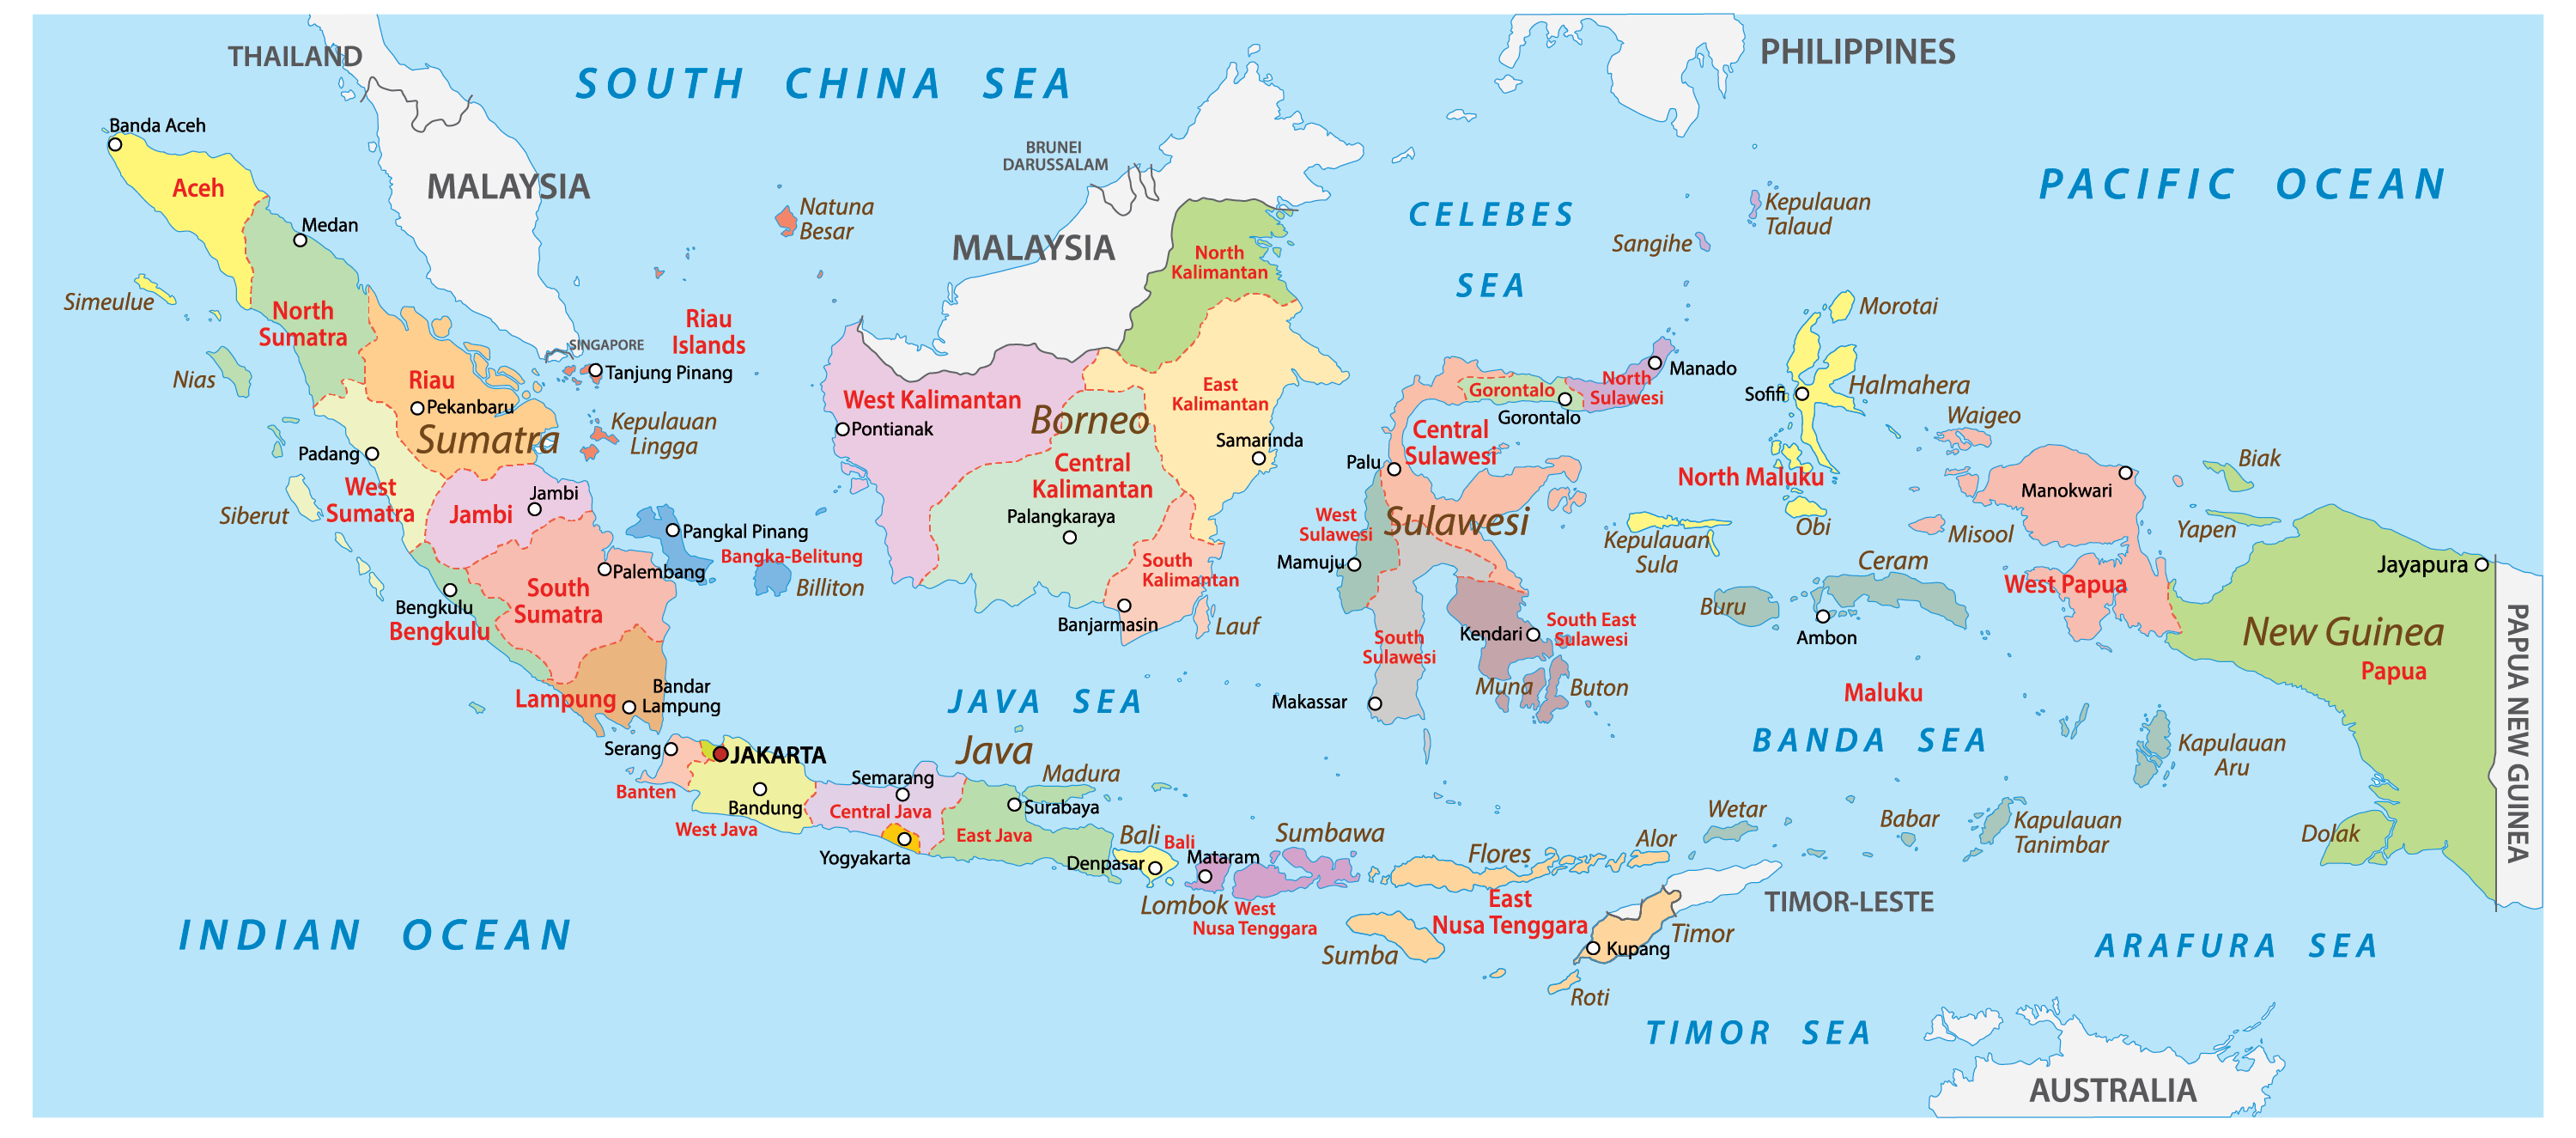 THAILAND
SOUTH CHINA SEA
PHILIPPINES
Banda Aceh
BRUNEI
DARUSSALAM
MALAYSIA
Aceh
PACIFIC OCEAN
Medan
Natuna
Besar
MALAYSIA
CELEBES
SEA
Kepulauan
Talaud
Sangihe
North
Kalimantan
Simeulue
North
Sumatra
Riau
Islands
SINGAPORE
Tanjung Pinang
Morotai
Nias
Riau
Pekanbaru
Sumatra
Kepulauan
Lingga
West Kalimantan
Pontianak
Borneo
East
Kalimantan
Samarinda
Gorontalo
Gorontalo
North
Sulawesi
Manado
Sofifi
Halmahera
Waigeo
Padang
Central
Kalimantan
Palangkaraya
Central
Sulawesi
Palu
North Maluku
Biak
Manokwari
West
Sumatra
Siberut
Jambi
Jambi
Pangkal Pinang
Bangka-Belitung
Billiton
West
Sulawesi
Sulawesi
Mamuju
Kepulauan
Sula
Obi
Misool
Yapen
Ceram
Jayapura
Palembang
South
Sumatra
Bengkulu
Bengkulu
South
Kalimantan
Banjarmasin
Lauf
Kendari
South East
Sulawesi
South
Sulawesi
Buru
Ambon
West Papua
New Guinea
Papua
PAPUA NEW GUINEA
Lampung
Bandar
Lampung
JAVA SEA
Makassar
Muna
Buton
Maluku
BANDA SEA
Kapulauan
Aru
Serang
JAKARTA
Banten
Bandung
West Java
Java
Semarang
Central Java
Yogyakarta
Madura
Surabaya
East Java
Bali
Bali
Denpasar
Mataram
Lombok
Sumbawa
West
Nusa Tenggara
Flores
Alor
Wetar
Babar
Kapulauan
Tanimbar
Dolak
East
Nusa Tenggara
TIMOR-LESTE
INDIAN OCEAN
Sumba
Kupang
Timor
Roti
ARAFURA SEA
TIMOR SEA
AUSTRALIA